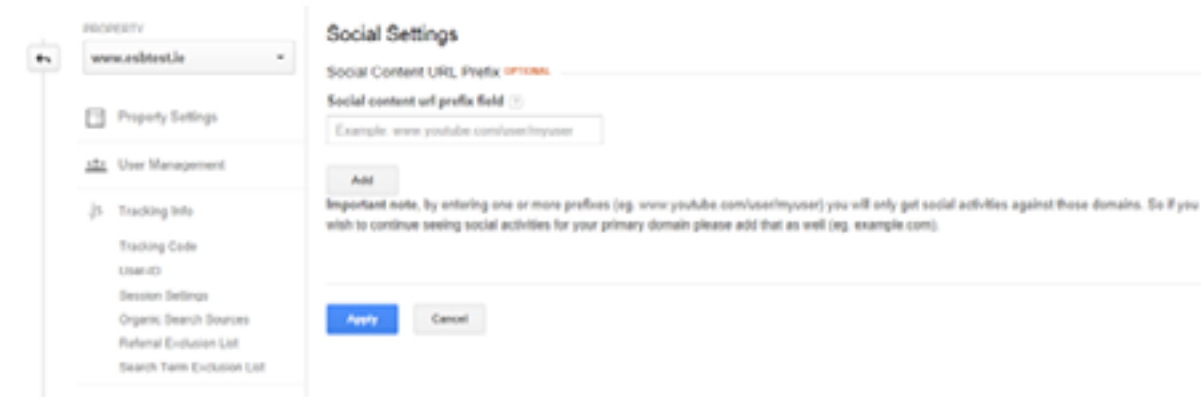 PROPERTY
www.esbtest.ie
Property Settings
User Management
Tracking Info
Tracking Code
User-ID
Session Settings
Organic Search Sources
Referral Exclusion List
Search Term Exclusion List
Social Settings
Social Content URL Prefix OPTIONAL
Social content url prefix field ?
Example: www.youtube.com/user/myuser
Add
Important note, by entering one or more prefixes (eg. www.youtube.com/user/myuser) you will only get social activities against those domains. So if you
wish to continue seeing social activities for your primary domain please add that as well (eg. example.com).
Apply
Cancel